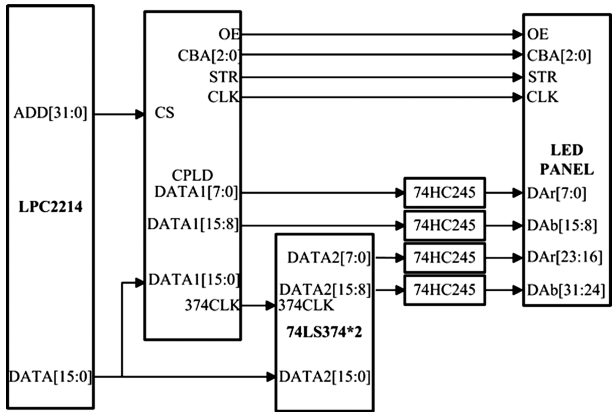 OE
CBA[2:0]
STR
CLK
OE
CBA[2:0]
STR
CLK
ADD[31:0]
CS
LPC2214
CPLD
LED
PANEL
DATA1[7:0]
DATA1[15:8]
DATA1[15:0]
374CLK
DATA[15:0]
DATA2[7:0]
DATA2[15:8]
374CLK
74LS374*2
DATA2[15:0]
74HC245
74HC245
74HC245
74HC245
DAr[7:0]
DAb[15:8]
DAr[23:16]
DAb[31:24]